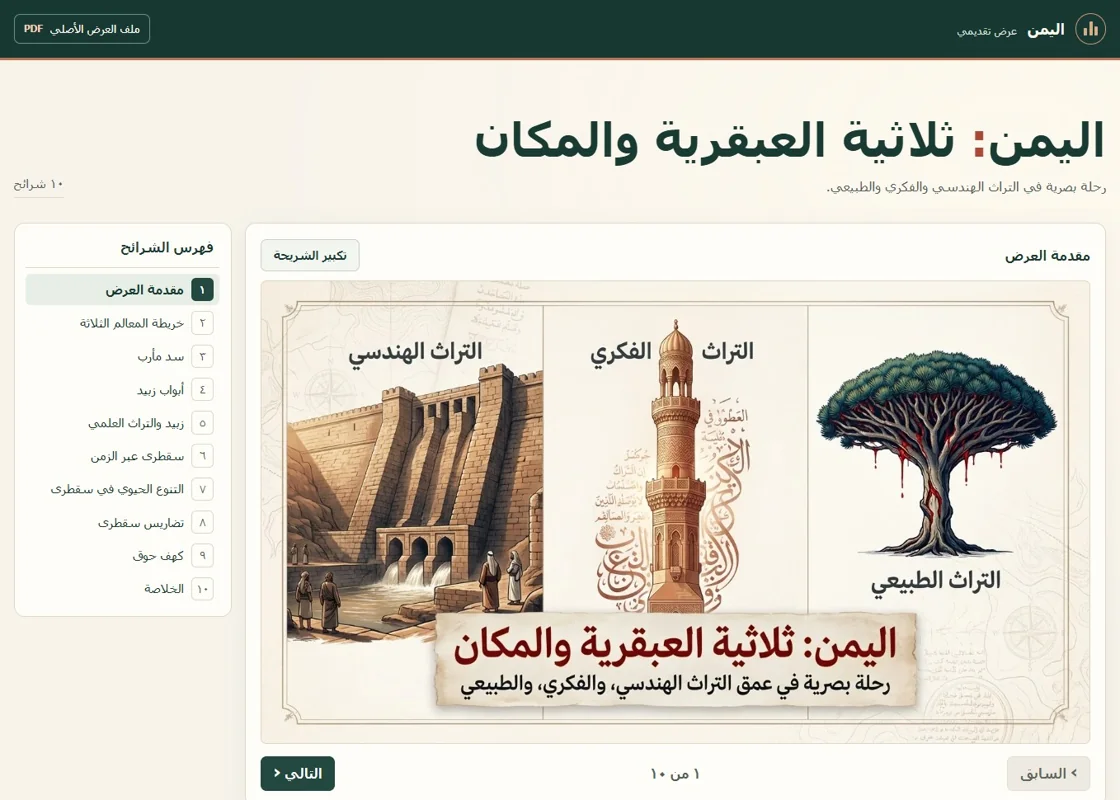 اليمن عرض تقديمي
ملف العرض الأصلي PDF
اليمن: ثلاثية العبقرية والمكان
رحلة بصرية في التراث الهندسي والفكري والطبيعي.
١٠ شرائح
مقدمة العرض
تكبير الشريحة
التراث الطبيعي
التراث الفكري
التراث الهندسي
العطور في
اليمن: ثلاثية العبقرية والمكان
رحلة بصرية في عمق التراث الهندسي، والفكري، والطبيعي
› السابق
١ من ١٠
التالي ‹
فهرس الشرائح
١ مقدمة العرض
٢ خريطة المعالم الثلاثة
٣ سد مأرب
٤ أبواب زبيد
٥ زبيد والتراث العلمي
٦ سقطرى عبر الزمن
٧ التنوع الحيوي في سقطرى
٨ تضاريس سقطرى
٩ كهف حوق
١٠ الخلاصة